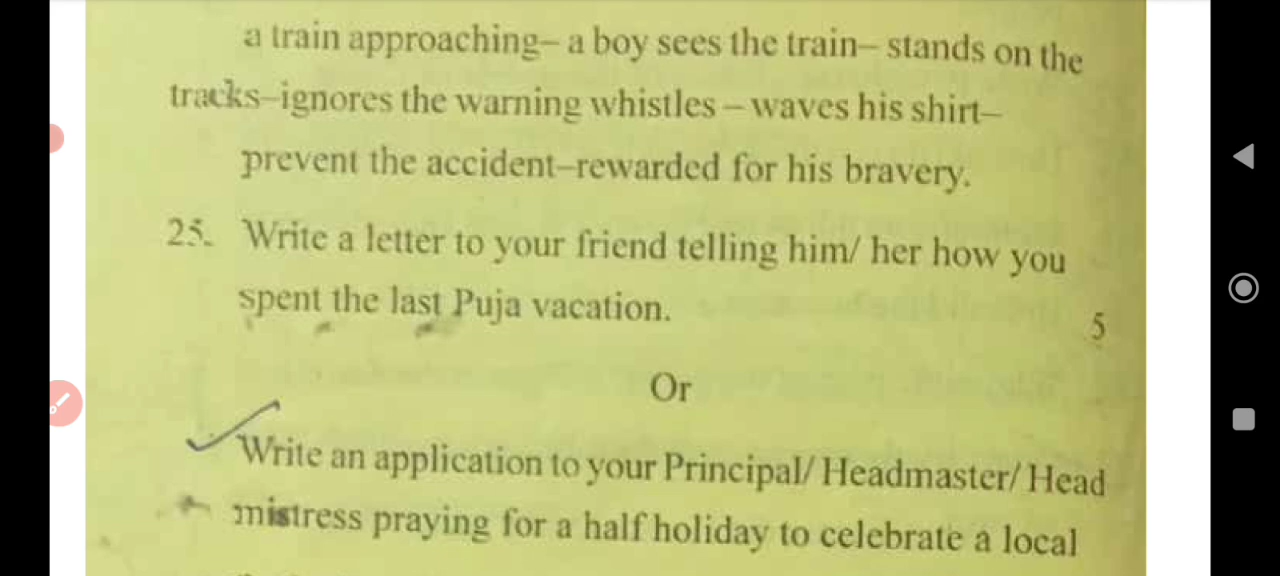 a train approaching– a boy sees the train– stands on the
tracks–ignores the warning whistles – waves his shirt–
prevent the accident–rewarded for his bravery.
25. Write a letter to your friend telling him/ her how you
spent the last Puja vacation.
5
Or
Write an application to your Principal/ Headmaster/ Head
mistress praying for a half holiday to celebrate a local